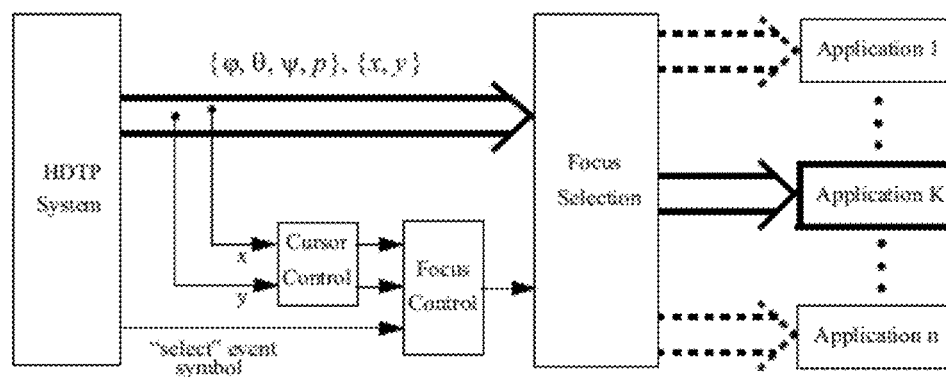 {φ, θ, ψ, p}, {x, y}
HDTP
System
x
y
Cursor
Control
Focus
Control
"select" event
symbol
Focus
Selection
Application 1
Application K
Application n